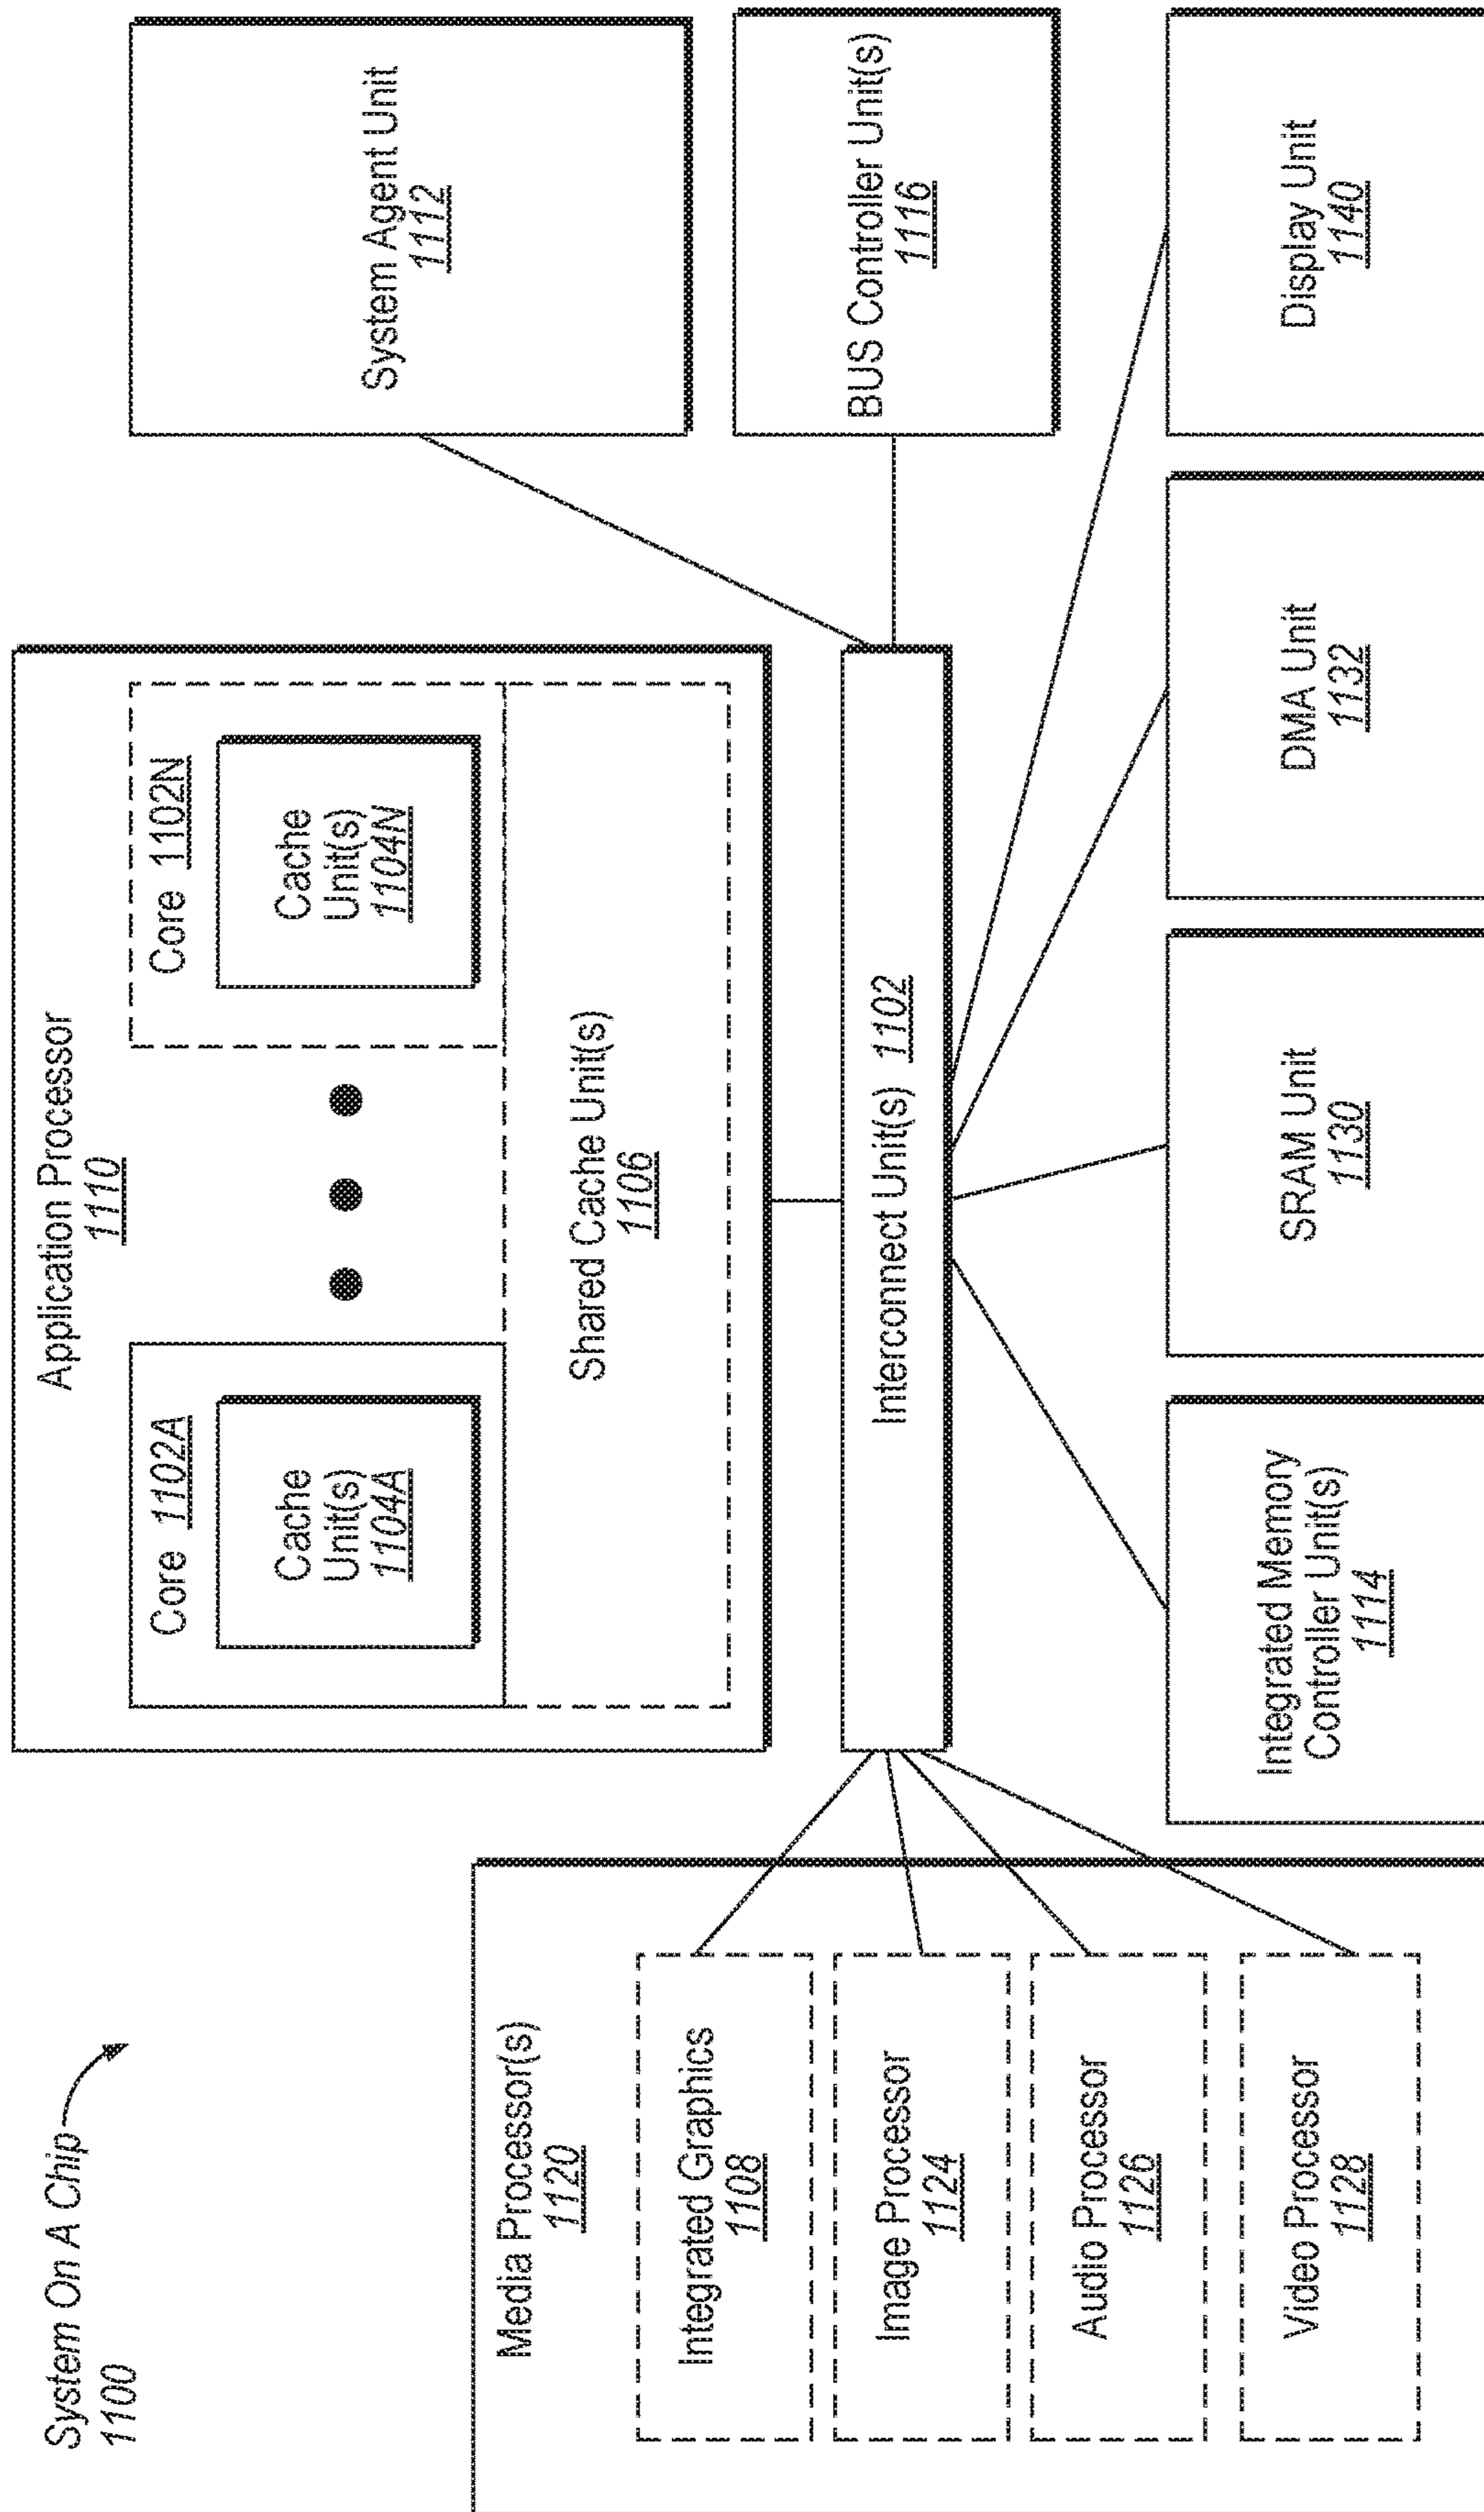 System On A Chip
1100
Application Processor
1110
Core 1102A
Cache
Unit(s)
1104A
Core 1102N
Cache
Unit(s)
1104N
Shared Cache Unit(s)
1106
System Agent Unit
1112
Media Processor(s)
1120
Integrated Graphics
1108
Image Processor
1124
Audio Processor
1126
Video Processor
1128
Interconnect Unit(s) 1102
BUS Controller Unit(s)
1116
Integrated Memory
Controller Unit(s)
1114
SRAM Unit
1130
DMA Unit
1132
Display Unit
1140